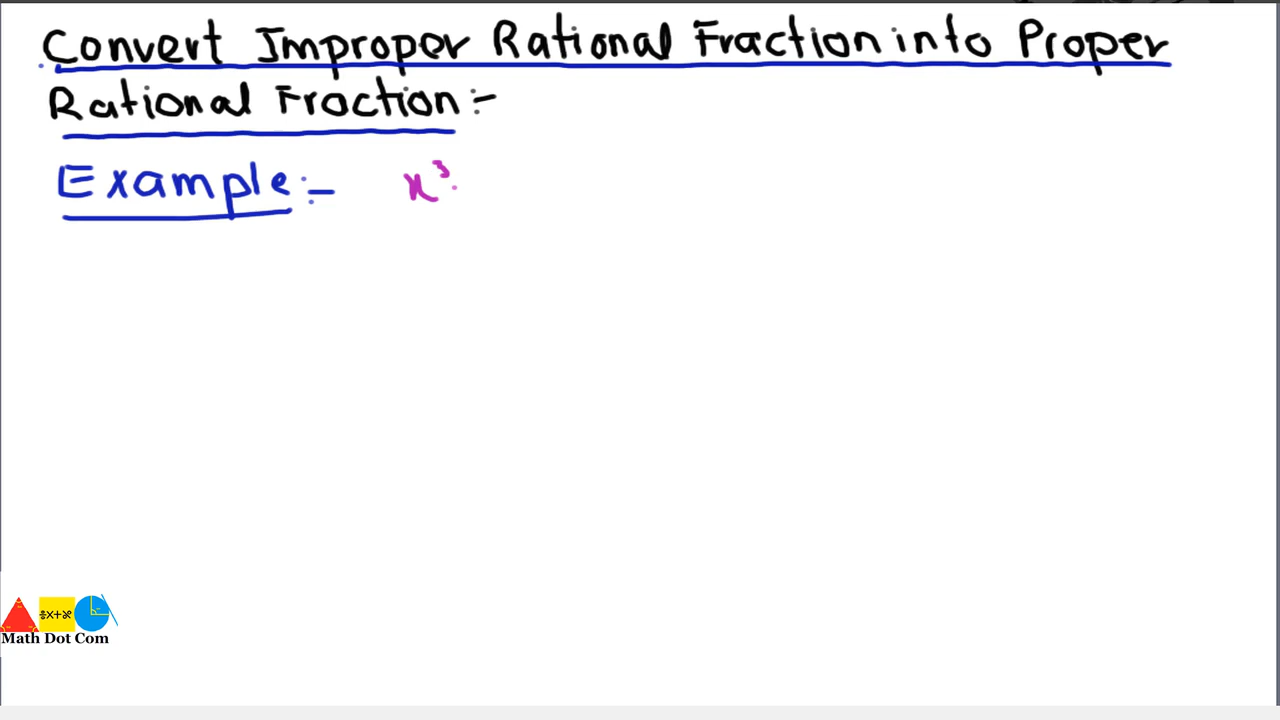 Convert Improper Rational Fraction into Proper
Rational Fraction:-
Example:- x³
÷X+
Math Dot Com